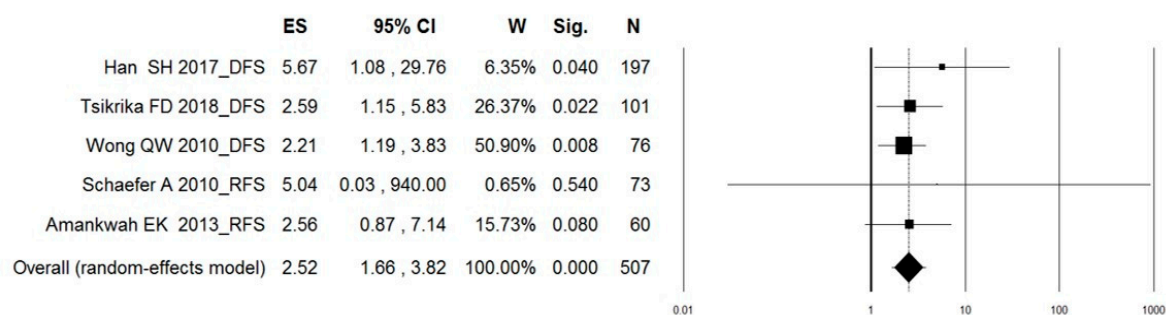 ES 95% CI W Sig. N
Han SH 2017_DFS 5.67 1.08 , 29.76 6.35% 0.040 197
Tsikrika FD 2018_DFS 2.59 1.15 , 5.83 26.37% 0.022 101
Wong QW 2010_DFS 2.21 1.19 , 3.83 50.90% 0.008 76
Schaefer A 2010_RFS 5.04 0.03 , 940.00 0.65% 0.540 73
Amankwah EK 2013_RFS 2.56 0.87 , 7.14 15.73% 0.080 60
Overall (random-effects model) 2.52 1.66 , 3.82 100.00% 0.000 507
0.01 1 10 100 1000